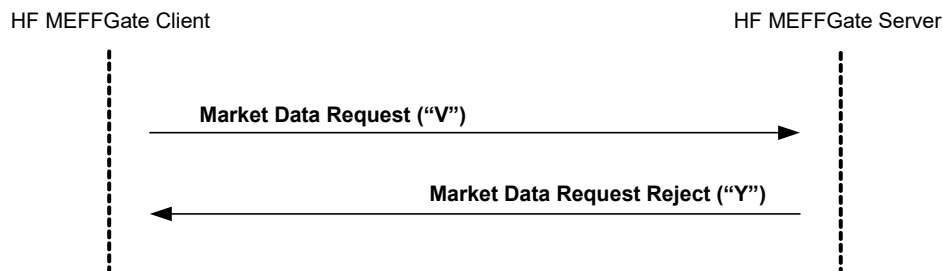 HF MEFFGate Client
HF MEFFGate Server
Market Data Request (“V”)
Market Data Request Reject (“Y”)